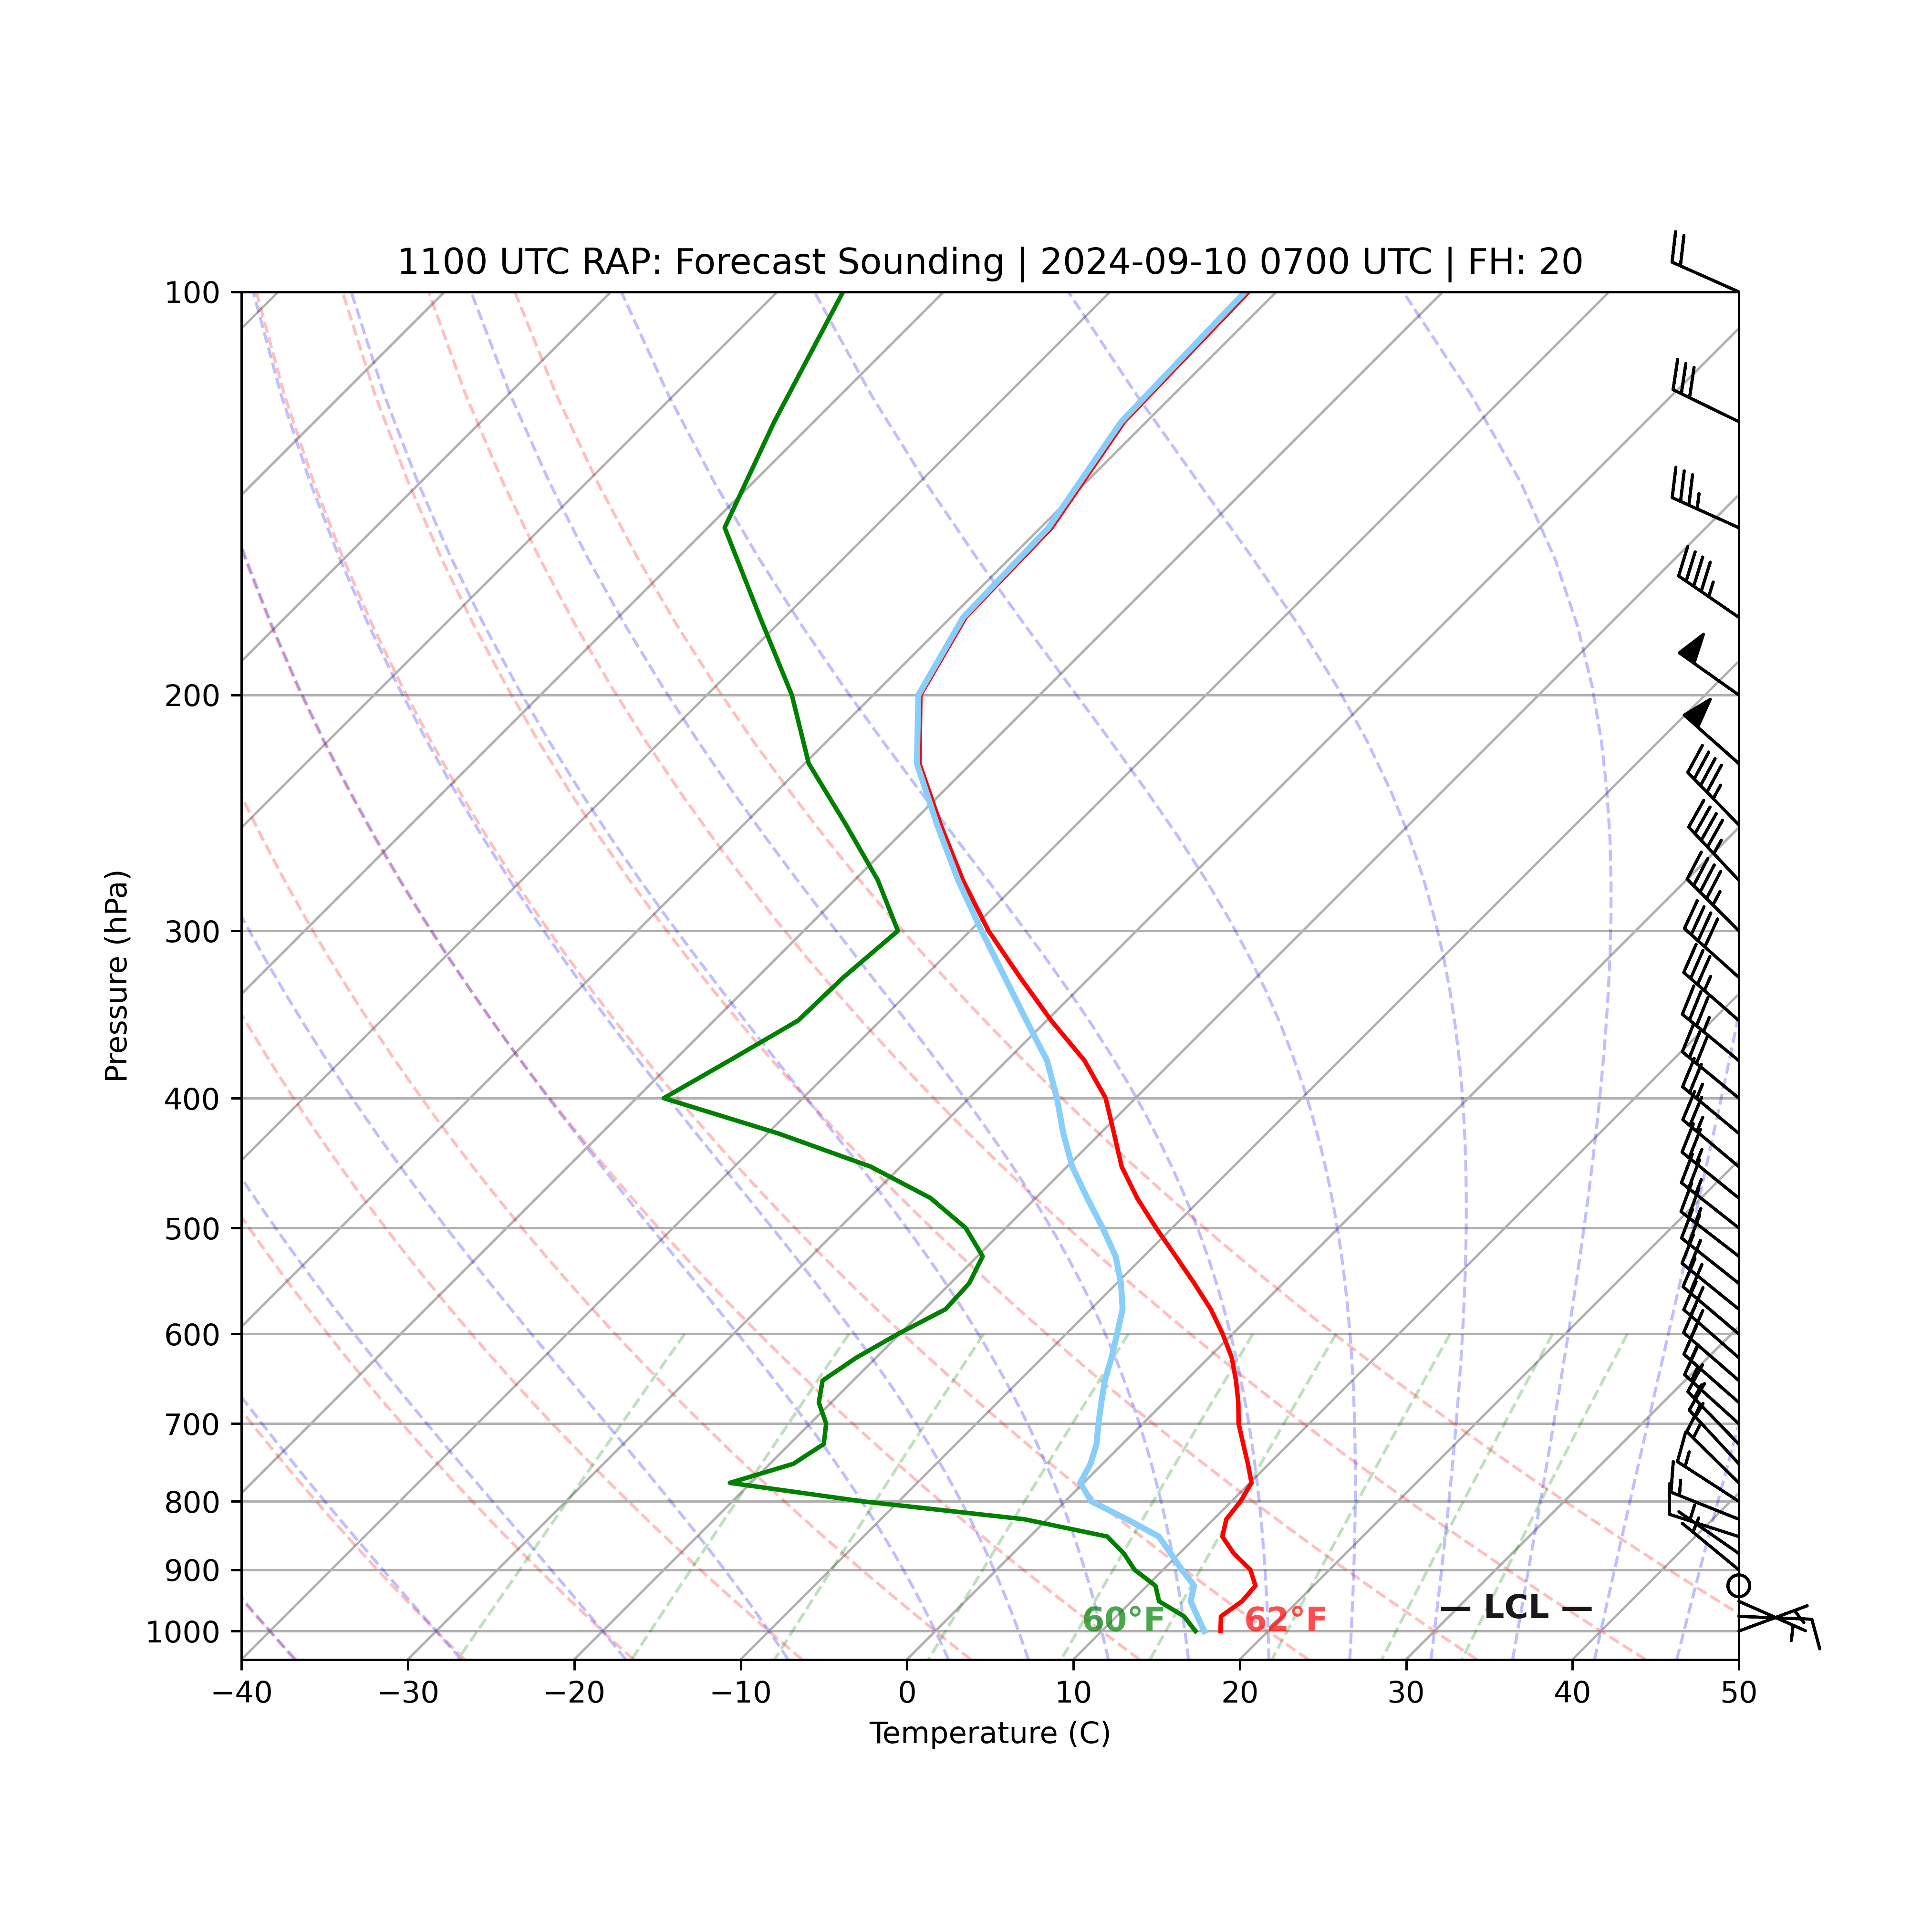 1100 UTC RAP: Forecast Sounding | 2024-09-10 0700 UTC | FH: 20
100
200
300
400
500
600
700
800
900
1000
Pressure (hPa)
60°F
62°F
— LCL —
−40 −30 −20 −10 0 10 20 30 40 50
Temperature (C)